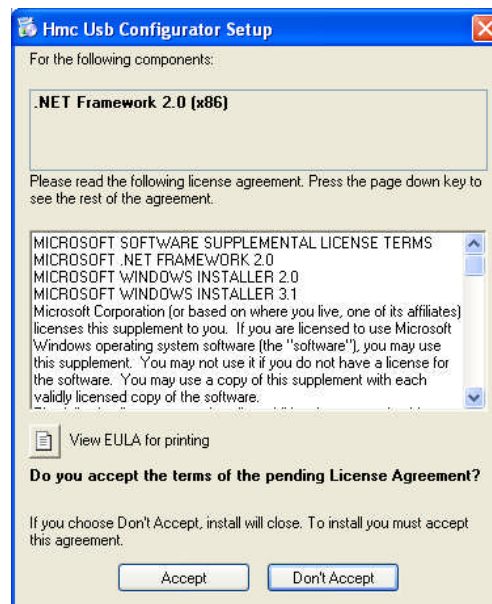 Hmc Usb Configurator Setup
For the following components:
.NET Framework 2.0 (x86)
Please read the following license agreement. Press the page down key to
see the rest of the agreement.
MICROSOFT SOFTWARE SUPPLEMENTAL LICENSE TERMS
MICROSOFT .NET FRAMEWORK 2.0
MICROSOFT WINDOWS INSTALLER 2.0
MICROSOFT WINDOWS INSTALLER 3.1
Microsoft Corporation (or based on where you live, one of its affiliates)
licenses this supplement to you. If you are licensed to use Microsoft
Windows operating system software (the "software"), you may use
this supplement. You may not use it if you do not have a license for
the software. You may use a copy of this supplement with each
validly licensed copy of the software.
View EULA for printing
Do you accept the terms of the pending License Agreement?
If you choose Don't Accept, install will close. To install you must accept
this agreement.
Accept
Don't Accept